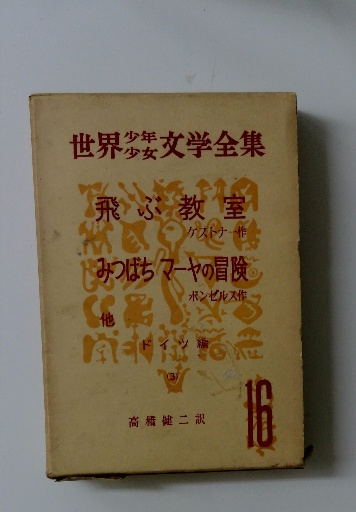 世界少年少女文学全集
飛ぶ教室
ケストナー作
みつばちマーヤの冒険
ボンゼルス作
他
ドイツ編
(3)
16
高橋健二訳